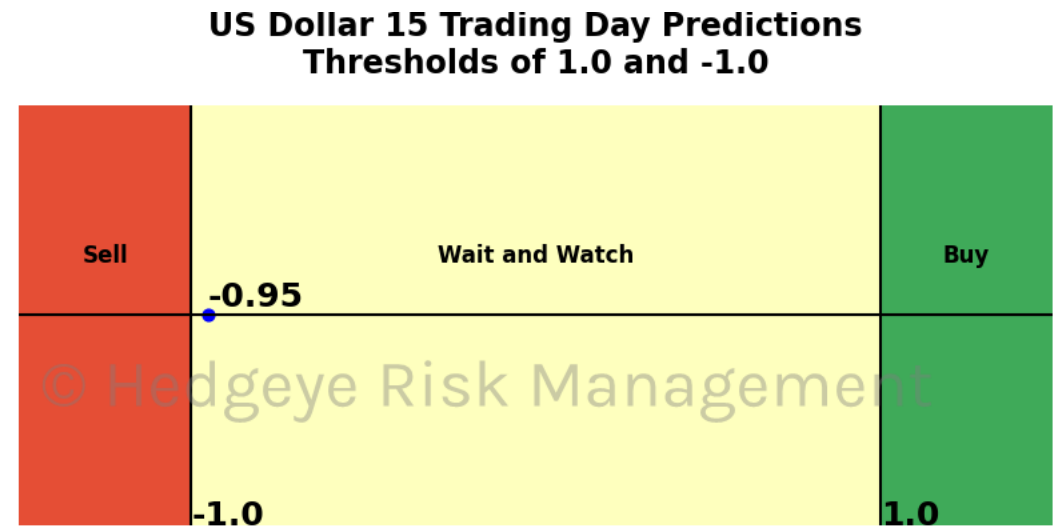 US Dollar 15 Trading Day Predictions
Thresholds of 1.0 and -1.0
Sell
Wait and Watch
Buy
-0.95
© Hedgeye Risk Management
-1.0
1.0